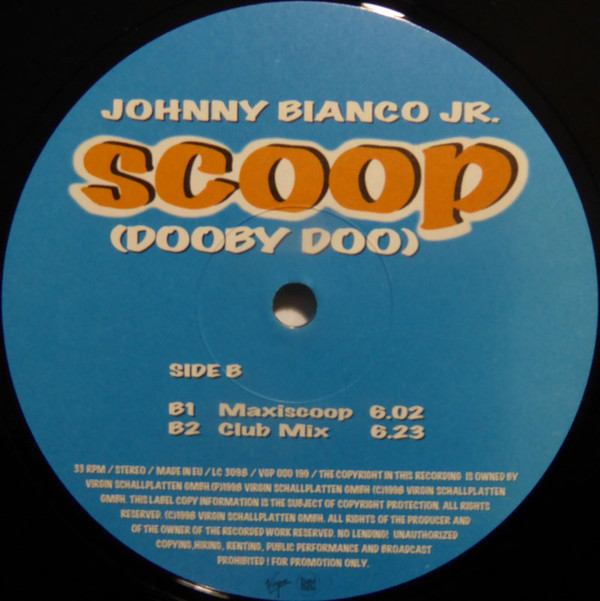 JOHNNY BIANCO JR.
SCOOP
(DOOBY DOO)
SIDE B
B1 Maxiscoop 6.02
B2 Club Mix 6.23
33 RPM / STEREO / MADE IN EU / LC 3098 / VGP 000 199 / THE COPYRIGHT IN THIS RECORDING IS OWNED BY
VIRGIN SCHALLPLATTEN GMBH.(P)1998 VIRGIN SCHALLPLATTEN GMBH (C)1998 VIRGIN SCHALLPLATTEN
GMBH. THIS LABEL COPY INFORMATION IS THE SUBJECT OF COPYRIGHT PROTECTION. ALL RIGHTS
RESERVED. (C)1998 VIRGIN SCHALLPLATTEN GMBH. ALL RIGHTS OF THE PRODUCER AND
OF THE OWNER OF THE RECORDED WORK RESERVED. NO LENDING! UNAUTHORIZED
COPYING,HIRING, RENTING, PUBLIC PERFORMANCE AND BROADCAST
PROHIBITED ! FOR PROMOTION ONLY.
Virgin